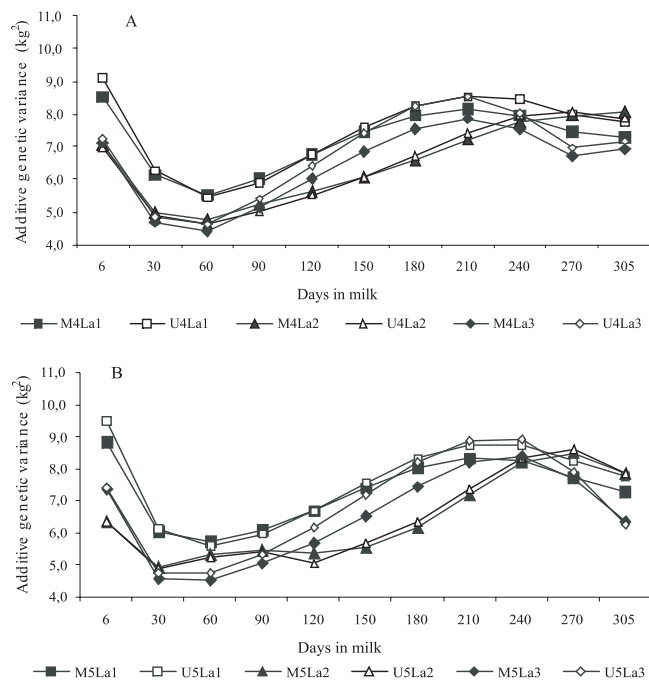 A
Additive genetic variance (kg2)
11,0
10,0
9,0
8,0
7,0
6,0
5,0
4,0
6 30 60 90 120 150 180 210 240 270 305
Days in milk
M4La1 U4La1 M4La2 U4La2 M4La3 U4La3
B
Additive genetic variance (kg2)
11,0
10,0
9,0
8,0
7,0
6,0
5,0
4,0
6 30 60 90 120 150 180 210 240 270 305
Days in milk
M5La1 U5La1 M5La2 U5La2 M5La3 U5La3